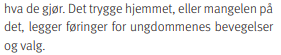 hva de gjør. Det trygge hjemmet, eller mangelen på
det, legger føringer for ungdommenes bevegelser
og valg.